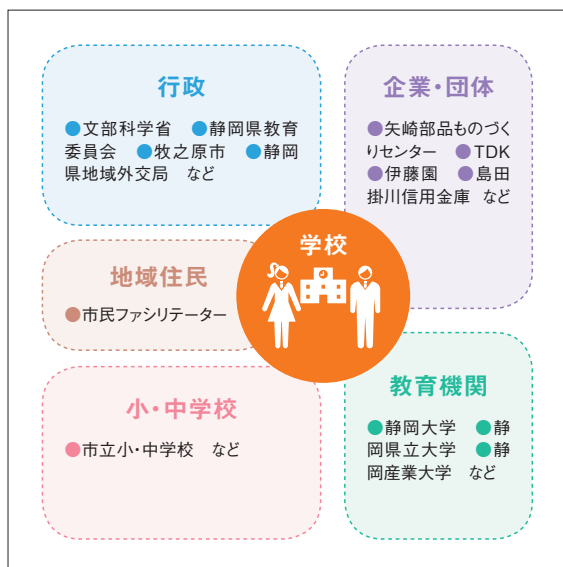 行政
●文部科学省 ●静岡県教育
委員会 ●牧之原市 ●静岡
県地域外交局 など
企業・団体
●矢崎部品ものづく
りセンター ●TDK
●伊藤園 ●島田
掛川信用金庫 など
学校
地域住民
●市民ファシリテーター
小・中学校
●市立小・中学校 など
教育機関
●静岡大学 ●静
岡県立大学 ●静
岡産業大学 など